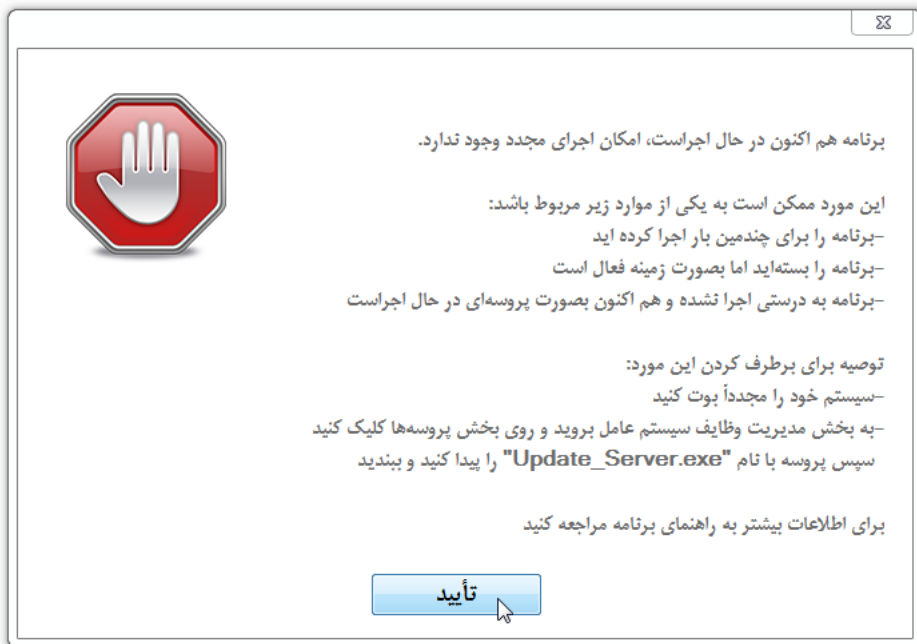 برنامه هم اکنون در حال اجراست، امکان اجرای مجدد وجود ندارد.
این مورد ممکن است به یکی از موارد زیر مربوط باشد:
-برنامه را برای چندمین بار اجرا کرده اید
-برنامه را بسته‌اید اما بصورت زمینه فعال است
-برنامه به درستی اجرا نشده و هم اکنون بصورت پروسه‌ای در حال اجراست
توصیه برای برطرف کردن این مورد:
-سیستم خود را مجدداً بوت کنید
-به بخش مدیریت وظایف سیستم عامل بروید و روی بخش پروسه‌ها کلیک کنید
سپس پروسه با نام "Update_Server.exe" را پیدا کنید و ببندید
برای اطلاعات بیشتر به راهنمای برنامه مراجعه کنید
تأیید